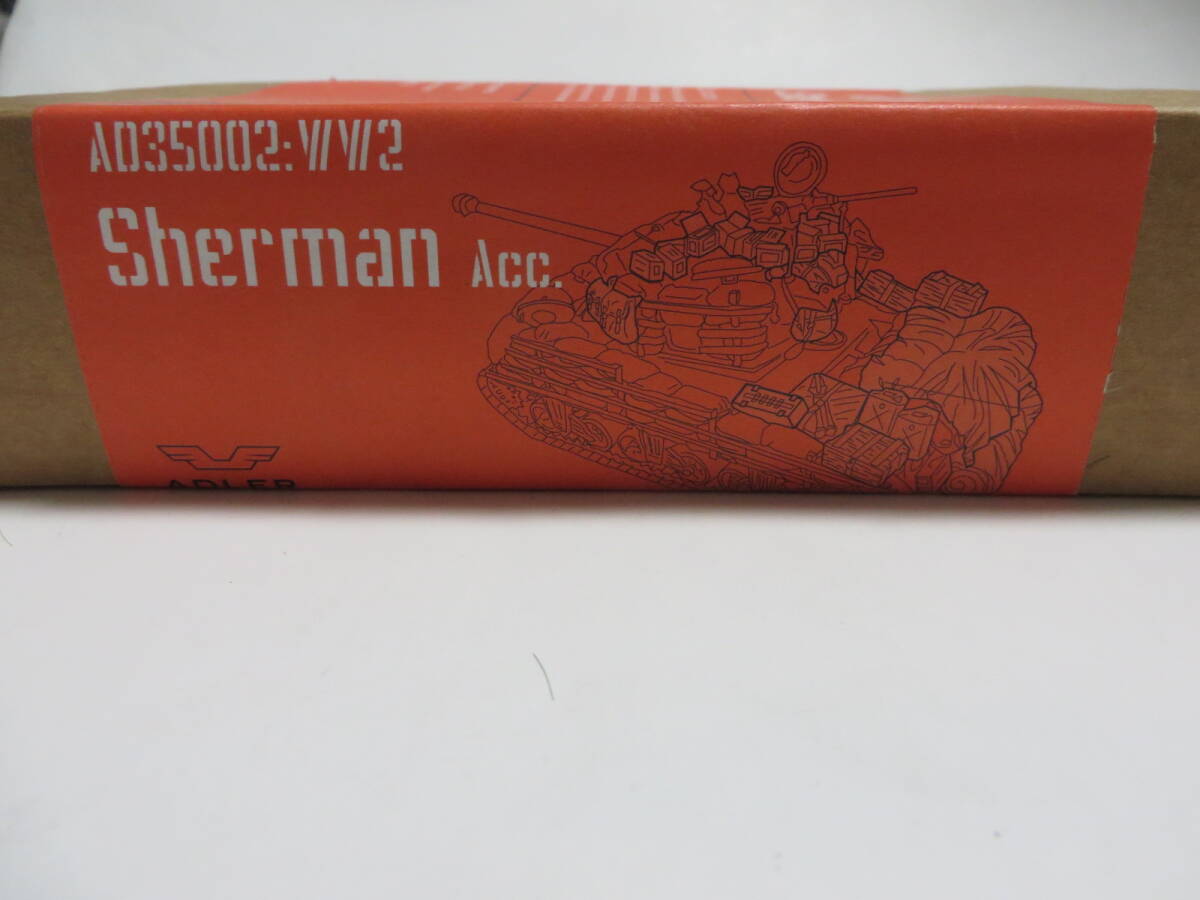 AD35002:WW2
Sherman Acc.
ADLER